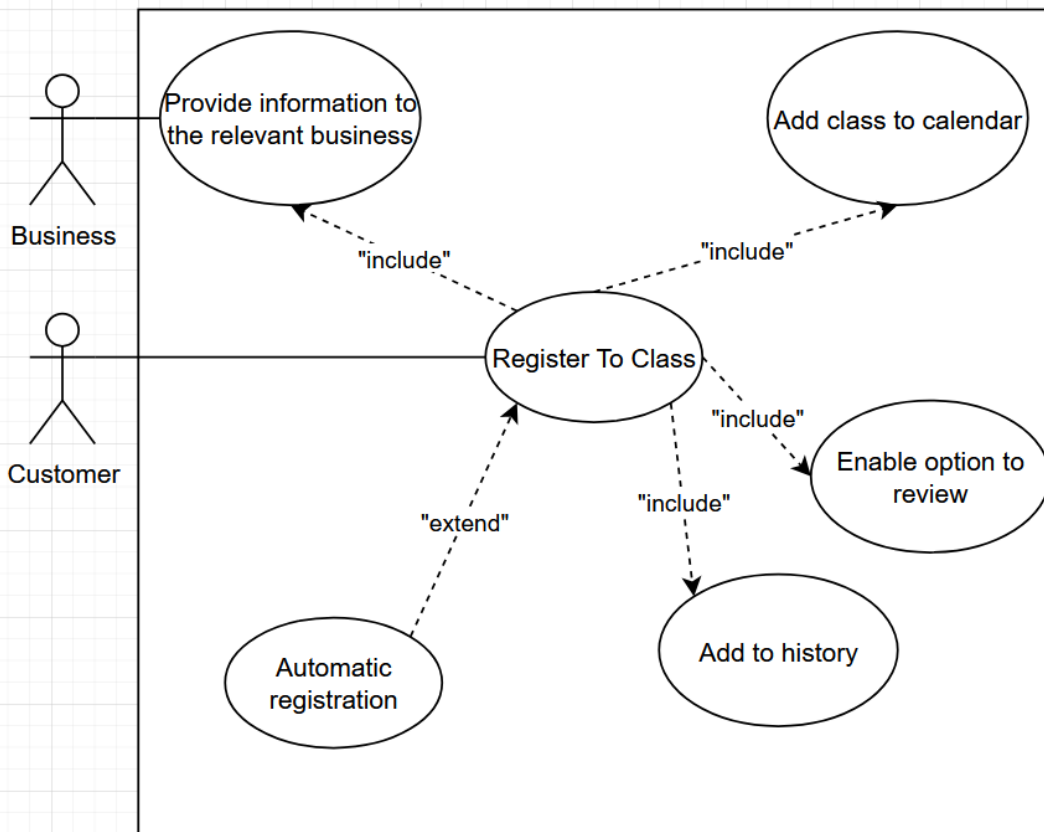 Provide information to
the relevant business
Add class to calendar
Business
"include"
"include"
Register To Class
Customer
"include"
Enable option to
review
"include"
"extend"
Add to history
Automatic
registration